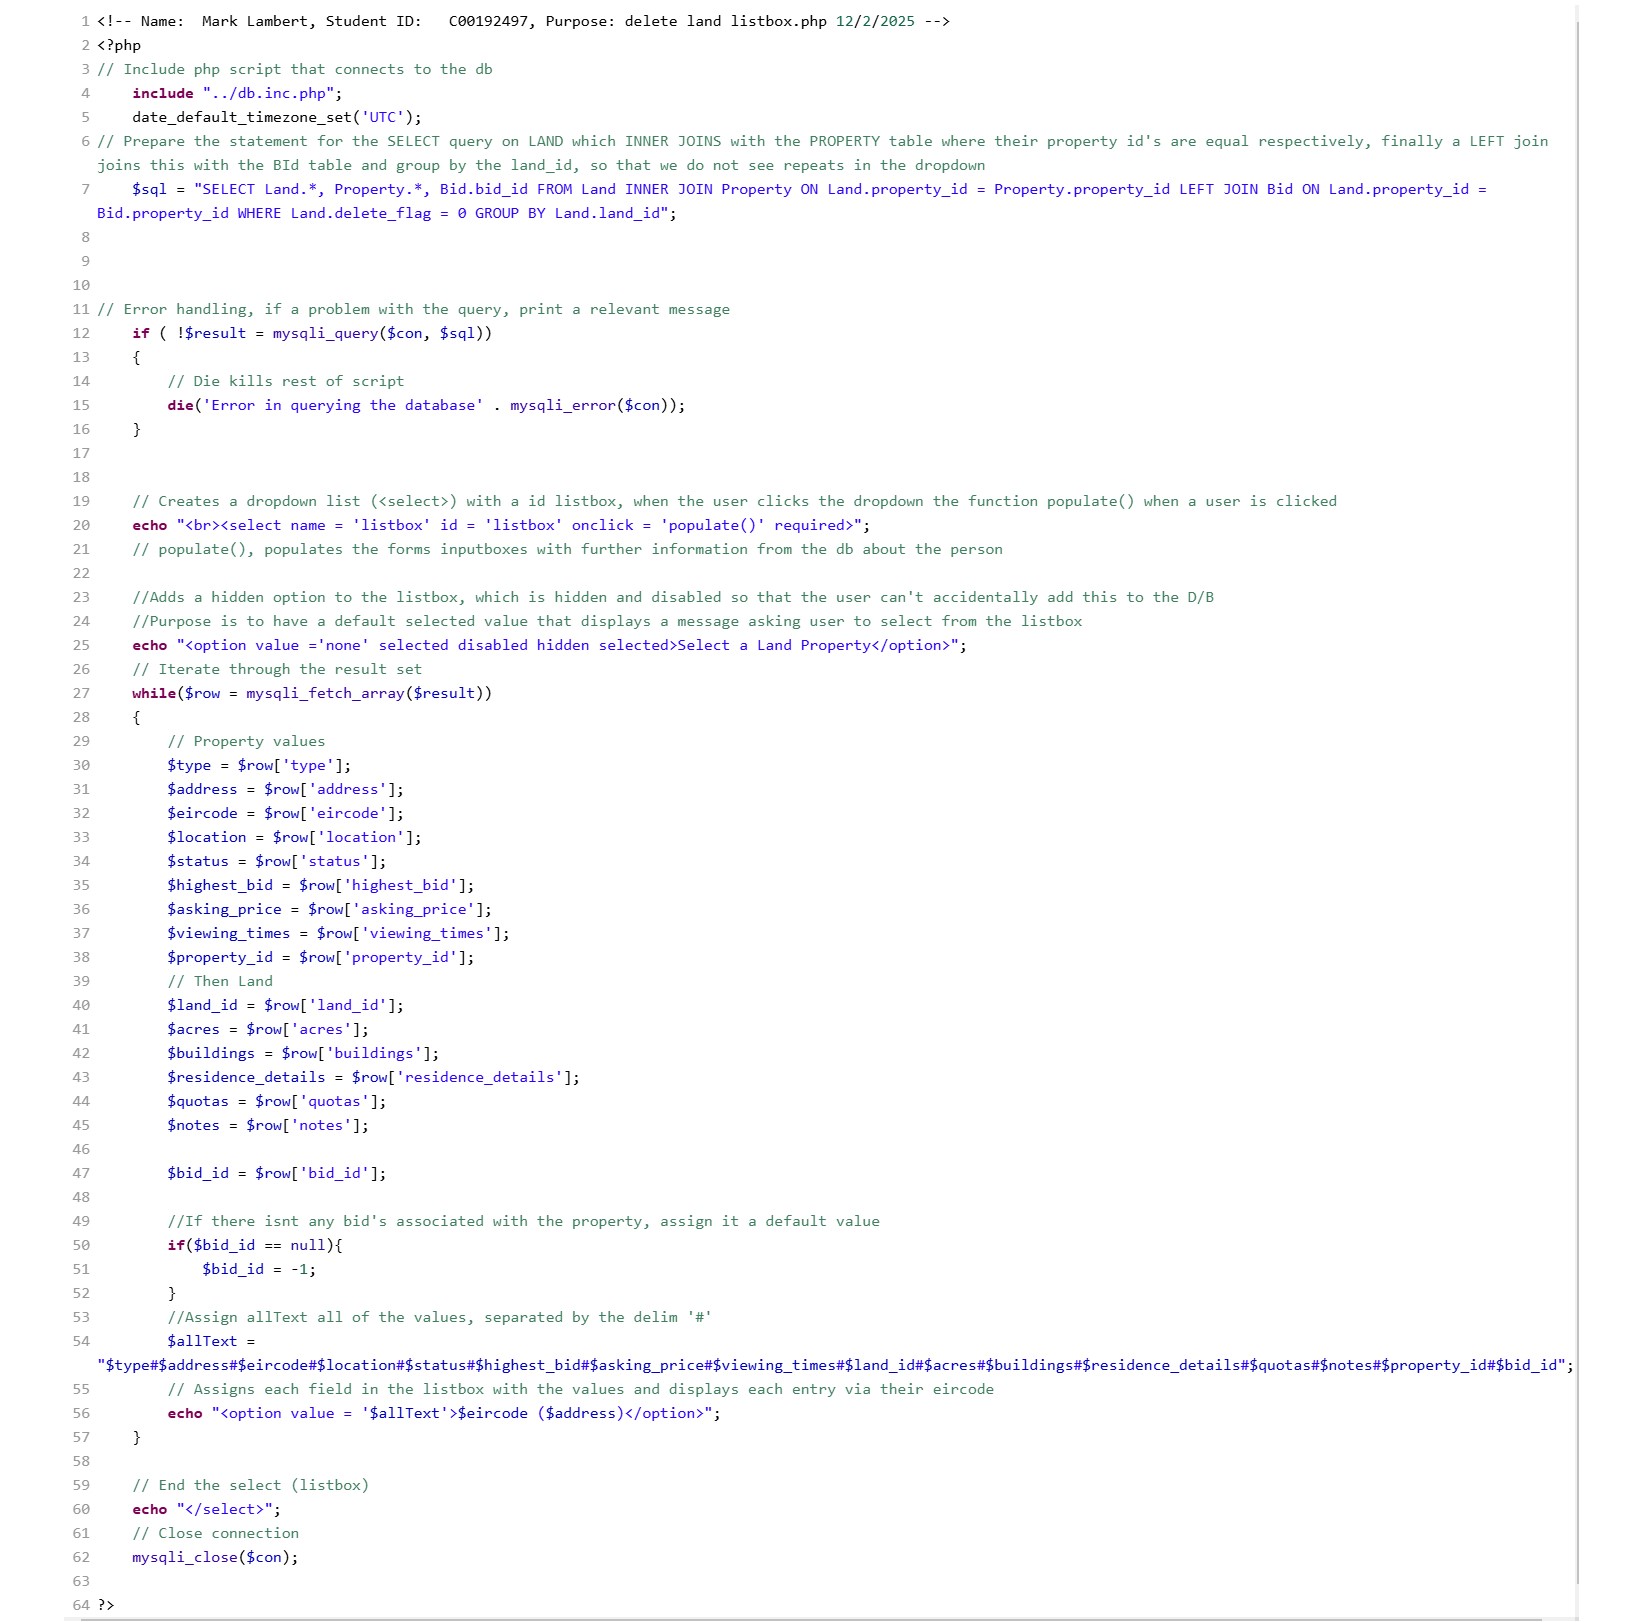 1 <!-- Name:  Mark Lambert, Student ID:   C00192497, Purpose: delete land listbox.php 12/2/2025 -->
2 <?php
3 // Include php script that connects to the db
4     include "../db.inc.php";
5     date_default_timezone_set('UTC');
6 // Prepare the statement for the SELECT query on LAND which INNER JOINS with the PROPERTY table where their property id's are equal respectively, finally a LEFT join
joins this with the BId table and group by the land_id, so that we do not see repeats in the dropdown
7     $sql = "SELECT Land.*, Property.*, Bid.bid_id FROM Land INNER JOIN Property ON Land.property_id = Property.property_id LEFT JOIN Bid ON Land.property_id =
Bid.property_id WHERE Land.delete_flag = 0 GROUP BY Land.land_id";
8
9
10
11 // Error handling, if a problem with the query, print a relevant message
12     if ( !$result = mysqli_query($con, $sql))
13     {
14         // Die kills rest of script
15         die('Error in querying the database' . mysqli_error($con));
16     }
17
18
19     // Creates a dropdown list (<select>) with a id listbox, when the user clicks the dropdown the function populate() when a user is clicked
20     echo "<br><select name = 'listbox' id = 'listbox' onclick = 'populate()' required>";
21     // populate(), populates the forms inputboxes with further information from the db about the person
22
23     //Adds a hidden option to the listbox, which is hidden and disabled so that the user can't accidentally add this to the D/B
24     //Purpose is to have a default selected value that displays a message asking user to select from the listbox
25     echo "<option value ='none' selected disabled hidden selected>Select a Land Property</option>";
26     // Iterate through the result set
27     while($row = mysqli_fetch_array($result))
28     {
29         // Property values
30         $type = $row['type'];
31         $address = $row['address'];
32         $eircode = $row['eircode'];
33         $location = $row['location'];
34         $status = $row['status'];
35         $highest_bid = $row['highest_bid'];
36         $asking_price = $row['asking_price'];
37         $viewing_times = $row['viewing_times'];
38         $property_id = $row['property_id'];
39         // Then Land
40         $land_id = $row['land_id'];
41         $acres = $row['acres'];
42         $buildings = $row['buildings'];
43         $residence_details = $row['residence_details'];
44         $quotas = $row['quotas'];
45         $notes = $row['notes'];
46
47         $bid_id = $row['bid_id'];
48
49         //If there isnt any bid's associated with the property, assign it a default value
50         if($bid_id == null){
51             $bid_id = -1;
52         }
53         //Assign allText all of the values, separated by the delim '#'
54         $allText =
"$type#$address#$eircode#$location#$status#$highest_bid#$asking_price#$viewing_times#$land_id#$acres#$buildings#$residence_details#$quotas#$notes#$property_id#$bid_id";
55         // Assigns each field in the listbox with the values and displays each entry via their eircode
56         echo "<option value = '$allText'>$eircode ($address)</option>";
57     }
58
59     // End the select (listbox)
60     echo "</select>";
61     // Close connection
62     mysqli_close($con);
63
64 ?>